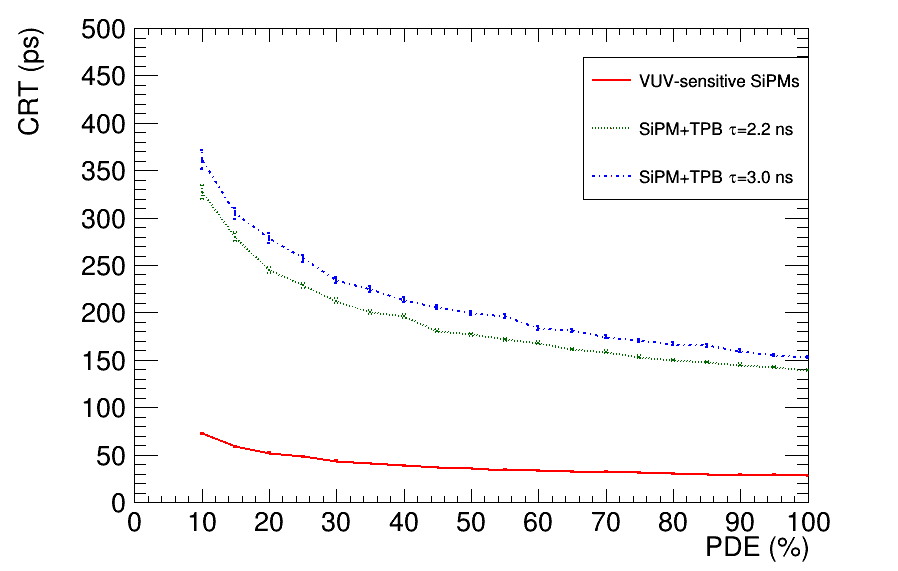 CRT (ps)
500
450
400
350
300
250
200
150
100
50
0
VUV-sensitive SiPMs
SiPM+TPB τ=2.2 ns
SiPM+TPB τ=3.0 ns
0 10 20 30 40 50 60 70 80 90 100
PDE (%)